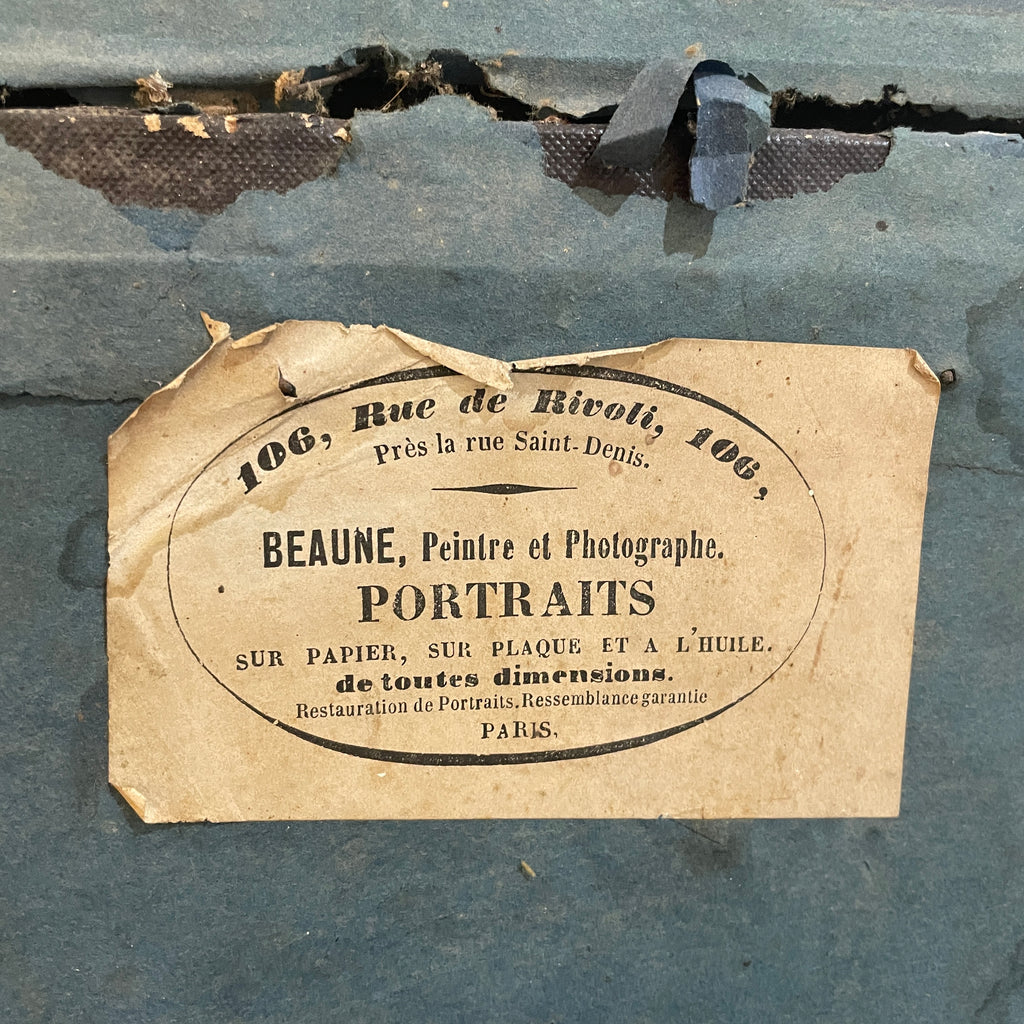 106, Rue de Rivoli, 106,
Près la rue Saint-Denis.
BEAUNE, Peintre et Photographe.
PORTRAITS
SUR PAPIER, SUR PLAQUE ET A L'HUILE.
de toutes dimensions.
Restauration de Portraits. Ressemblance garantie
PARIS.